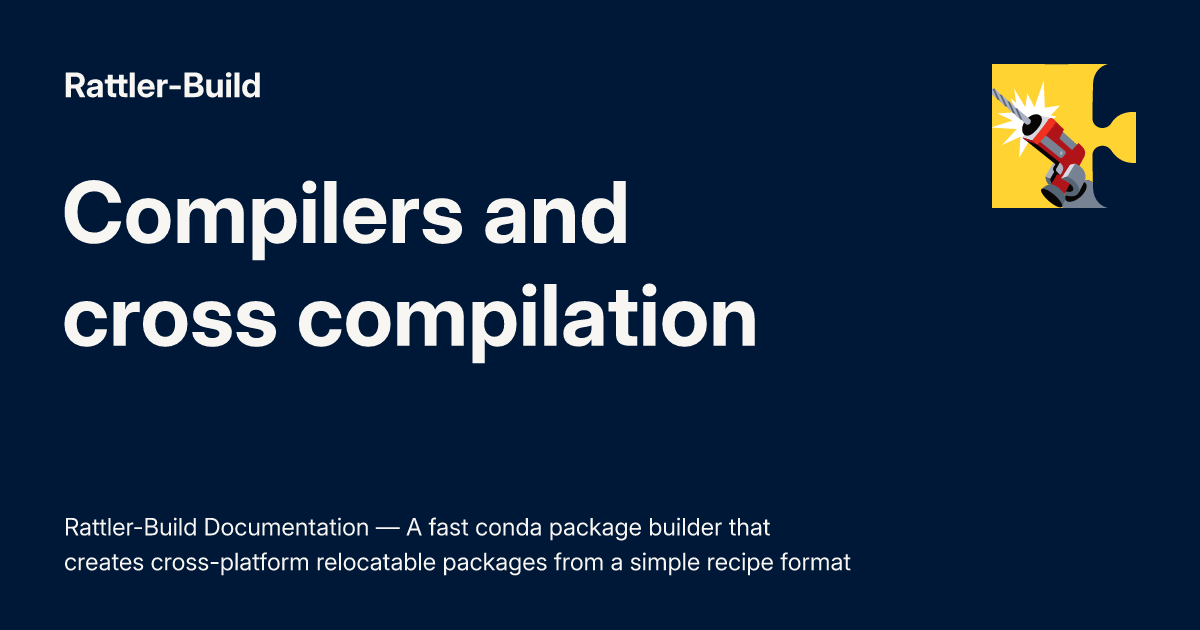 Rattler-Build
Compilers and
cross compilation
Rattler-Build Documentation — A fast conda package builder that
creates cross-platform relocatable packages from a simple recipe format